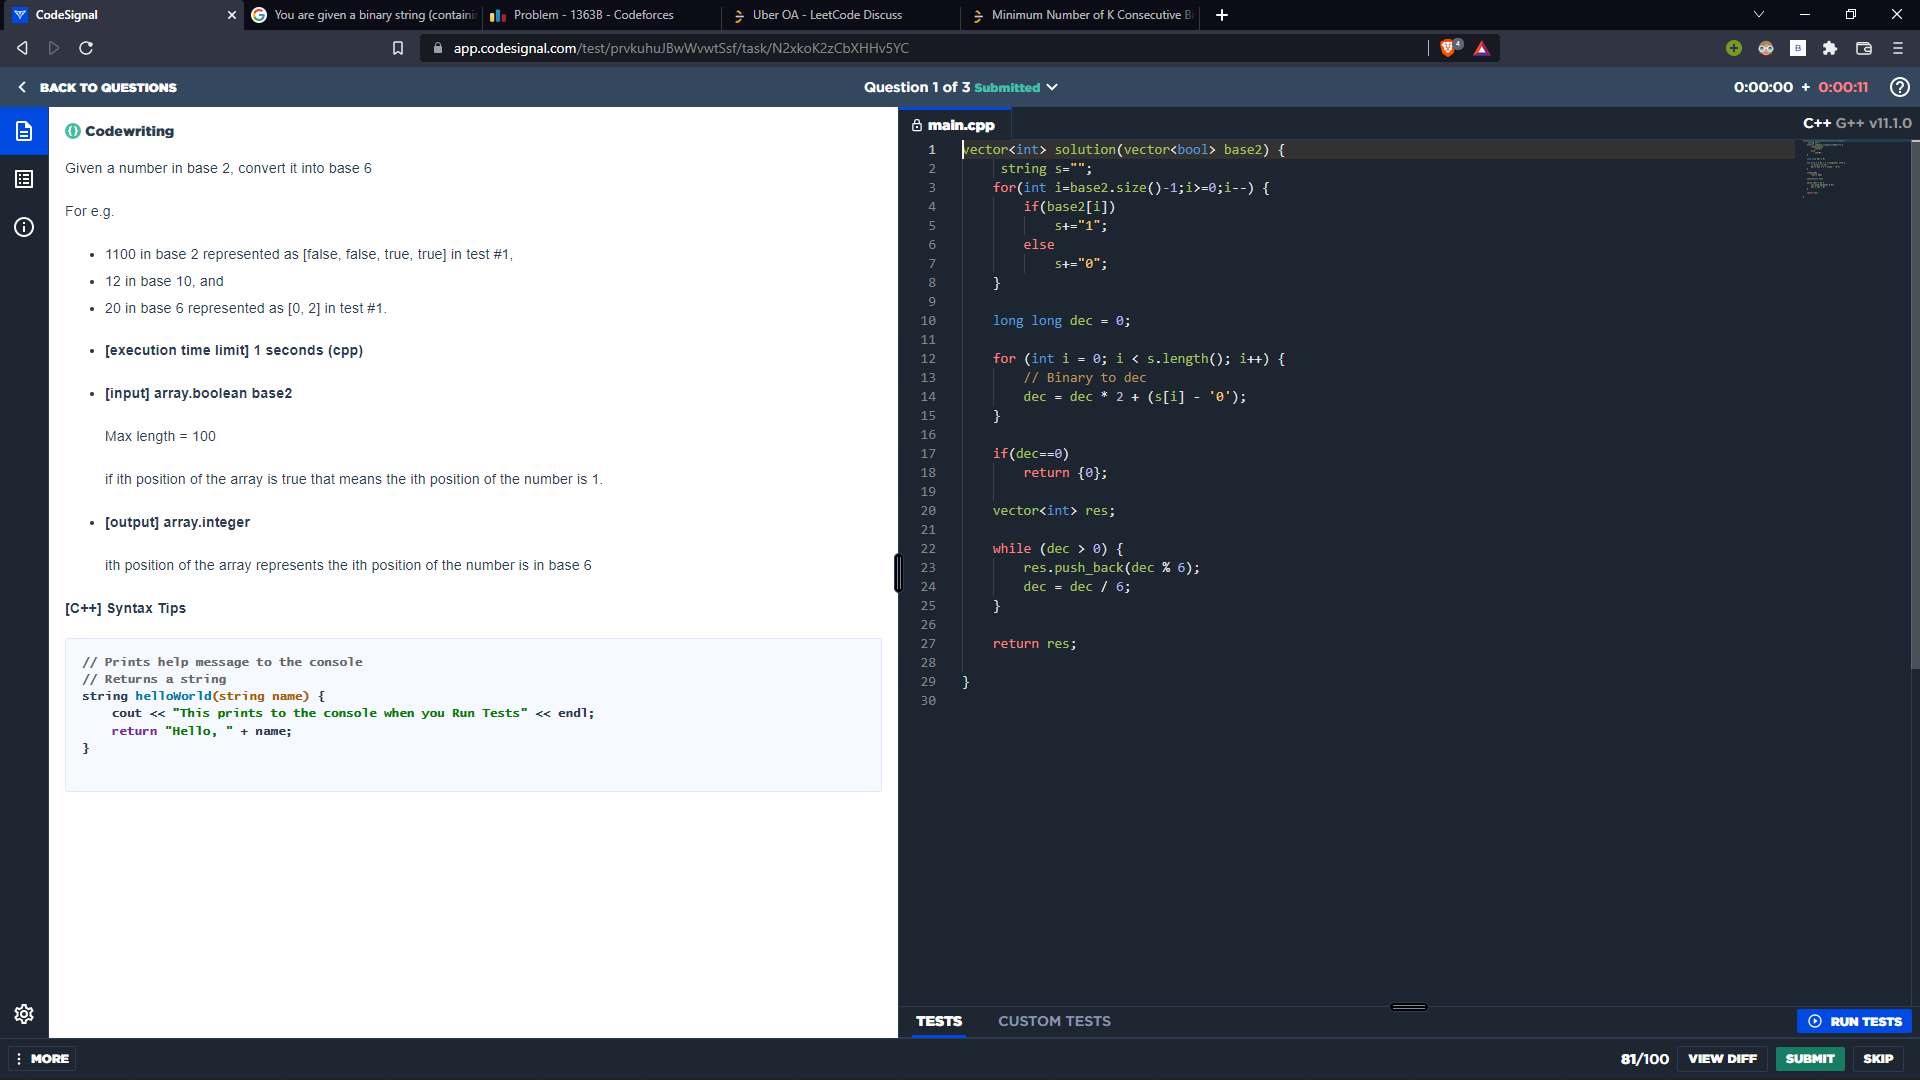 CodeSignal
You are given a binary string (containi
Problem - 1363B - Codeforces
Uber OA - LeetCode Discuss
Minimum Number of K Consecutive Bi
app.codesignal.com/test/prvkuhuJBwWvwtSsf/task/N2xkoK2zCbXHHv5YC
4
B
BACK TO QUESTIONS
Question 1 of 3 Submitted
0:00:00 + 0:00:11
Codewriting
Given a number in base 2, convert it into base 6
For e.g.
• 1100 in base 2 represented as [false, false, true, true] in test #1,
• 12 in base 10, and
• 20 in base 6 represented as [0, 2] in test #1.
• [execution time limit] 1 seconds (cpp)
• [input] array.boolean base2
Max length = 100
if ith position of the array is true that means the ith position of the number is 1.
• [output] array.integer
ith position of the array represents the ith position of the number is in base 6
[C++] Syntax Tips
// Prints help message to the console
// Returns a string
string helloWorld(string name) {
    cout << "This prints to the console when you Run Tests" << endl;
    return "Hello, " + name;
}
main.cpp
C++ G++ v11.1.0
1 vector<int> solution(vector<bool> base2) {
2     string s="";
3     for(int i=base2.size()-1;i>=0;i--) {
4         if(base2[i])
5             s+="1";
6         else
7             s+="0";
8     }
9
10     long long dec = 0;
11
12     for (int i = 0; i < s.length(); i++) {
13         // Binary to dec
14         dec = dec * 2 + (s[i] - '0');
15     }
16
17     if(dec==0)
18         return {0};
19
20     vector<int> res;
21
22     while (dec > 0) {
23         res.push_back(dec % 6);
24         dec = dec / 6;
25     }
26
27     return res;
28
29 }
30
TESTS
CUSTOM TESTS
RUN TESTS
MORE
81/100
VIEW DIFF
SUBMIT
SKIP